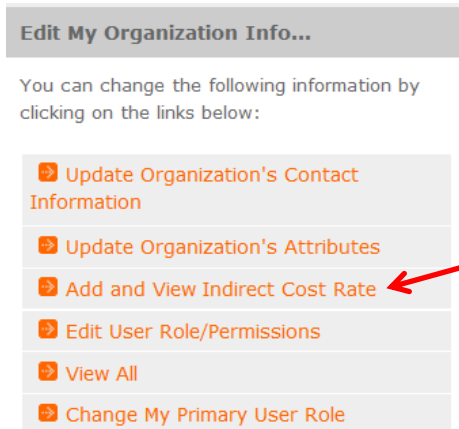 Edit My Organization Info...
You can change the following information by
clicking on the links below:
Update Organization's Contact
Information
Update Organization's Attributes
Add and View Indirect Cost Rate
Edit User Role/Permissions
View All
Change My Primary User Role